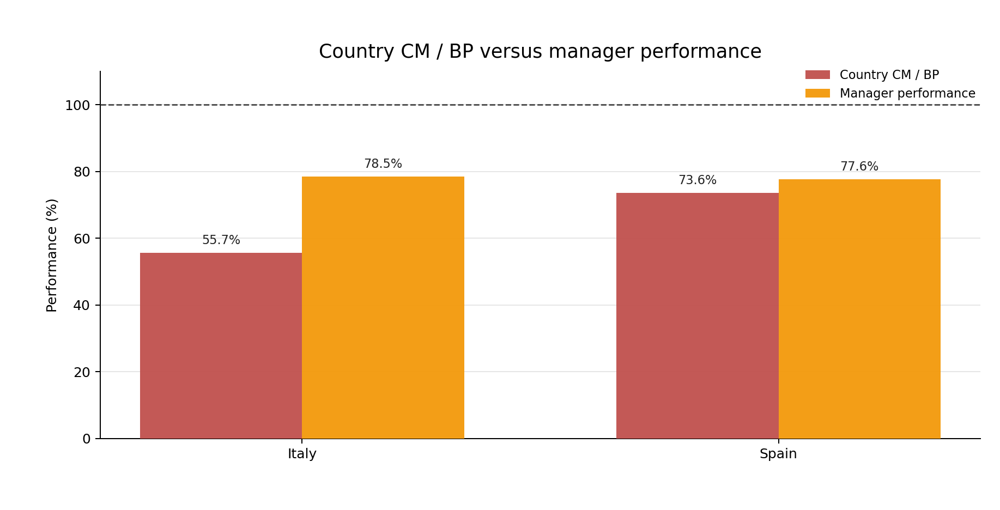 Country CM / BP versus manager performance
Country CM / BP
Manager performance
Performance (%)
100
80
60
40
20
0
55.7%
78.5%
73.6%
77.6%
Italy
Spain